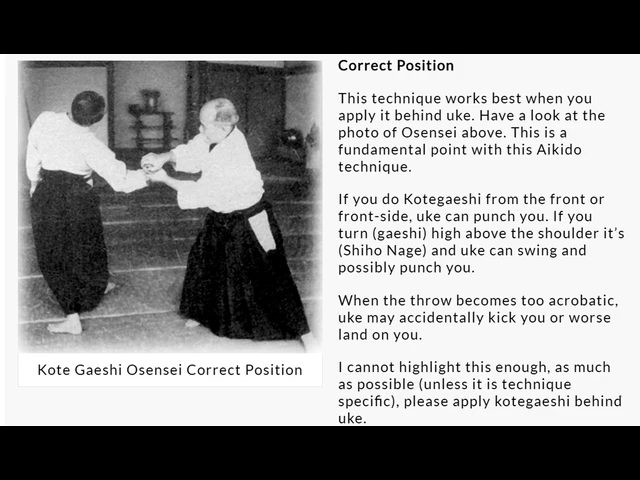 Correct Position
This technique works best when you
apply it behind uke. Have a look at the
photo of Osensei above. This is a
fundamental point with this Aikido
technique.
If you do Kotegaeshi from the front or
front-side, uke can punch you. If you
turn (gaeshi) high above the shoulder it’s
(Shiho Nage) and uke can swing and
possibly punch you.
When the throw becomes too acrobatic,
uke may accidentally kick you or worse
land on you.
I cannot highlight this enough, as much
as possible (unless it is technique
specific), please apply kotegaeshi behind
uke.
Kote Gaeshi Osensei Correct Position